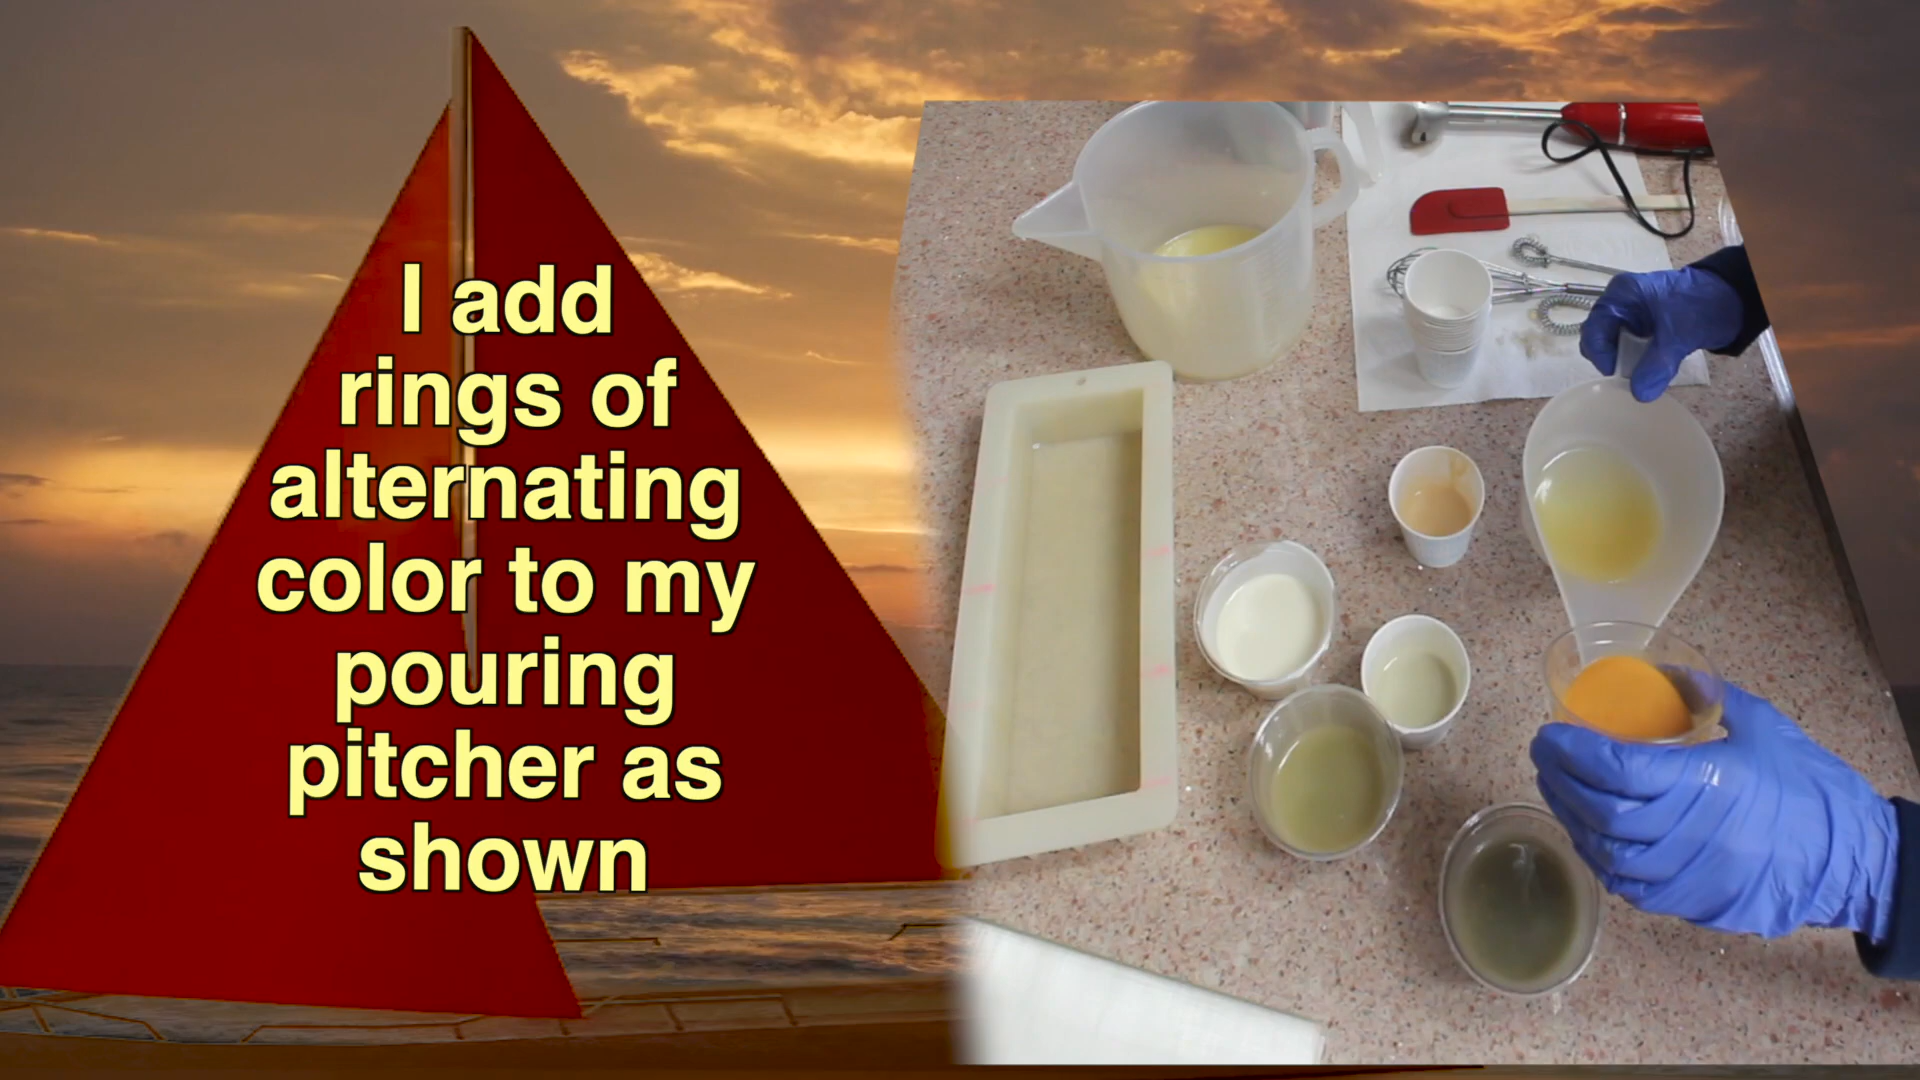 I add
rings of
alternating
color to my
pouring
pitcher as
shown